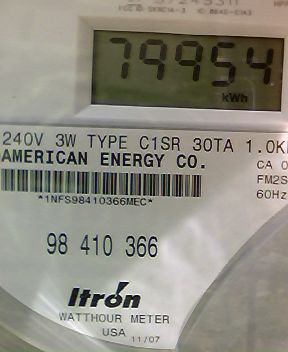 79954
kWh
240V 3W TYPE C1SR 30TA 1.0K
AMERICAN ENERGY CO.
CA 0
FM2S
60Hz
*1NFS98410366MEC*
98 410 366
Itron
WATTHOUR METER
USA 11/07